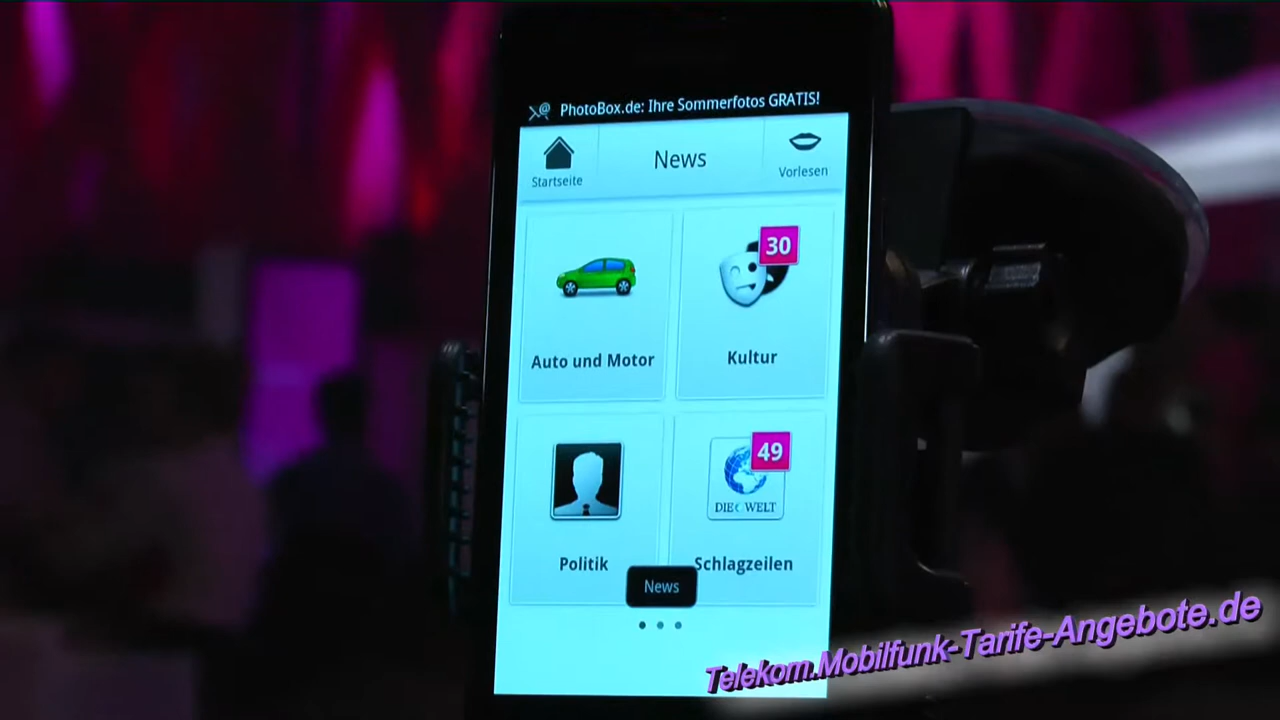 PhotoBox.de: Ihre Sommerfotos GRATIS!
Startseite
News
Vorlesen
30
Auto und Motor
Kultur
49
DIE WELT
Politik
Schlagzeilen
News
Telekom.Mobilfunk-Tarife-Angebote.de